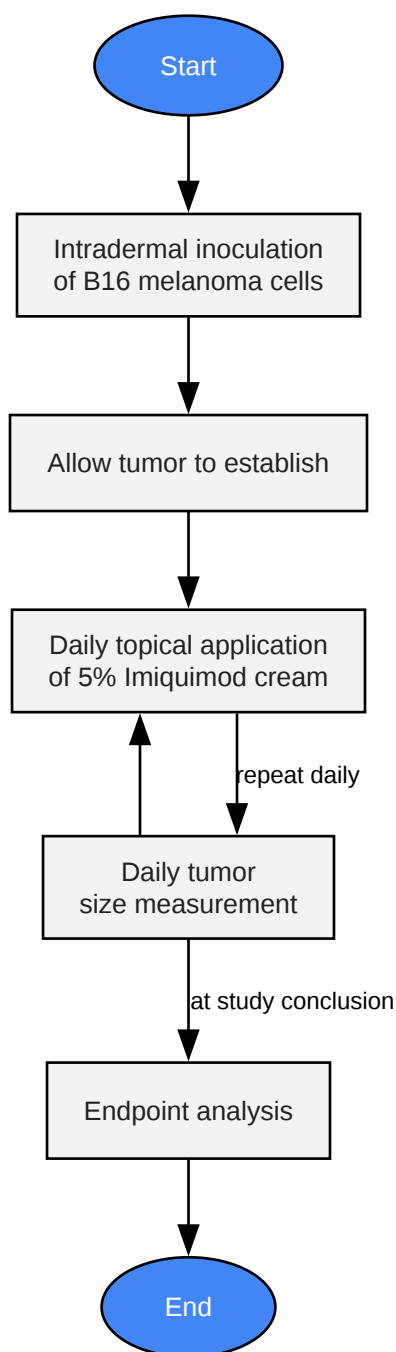 Start
Intradermal inoculation
of B16 melanoma cells
Allow tumor to establish
Daily topical application
of 5% Imiquimod cream
repeat daily
Daily tumor
size measurement
at study conclusion
Endpoint analysis
End